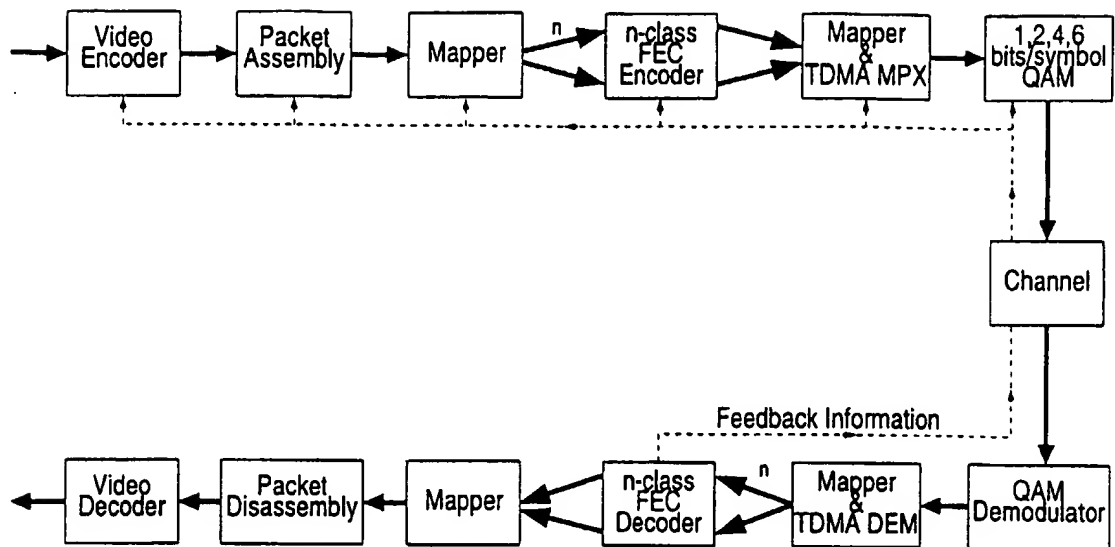 Video
Encoder
Packet
Assembly
Mapper
n
n-class
FEC
Encoder
Mapper
&
TDMA MPX
1,2,4,6
bits/symbol
QAM
Channel
Feedback Information
Video
Decoder
Packet
Disassembly
Mapper
n-class
FEC
Decoder
n
Mapper
&
TDMA DEM
QAM
Demodulator